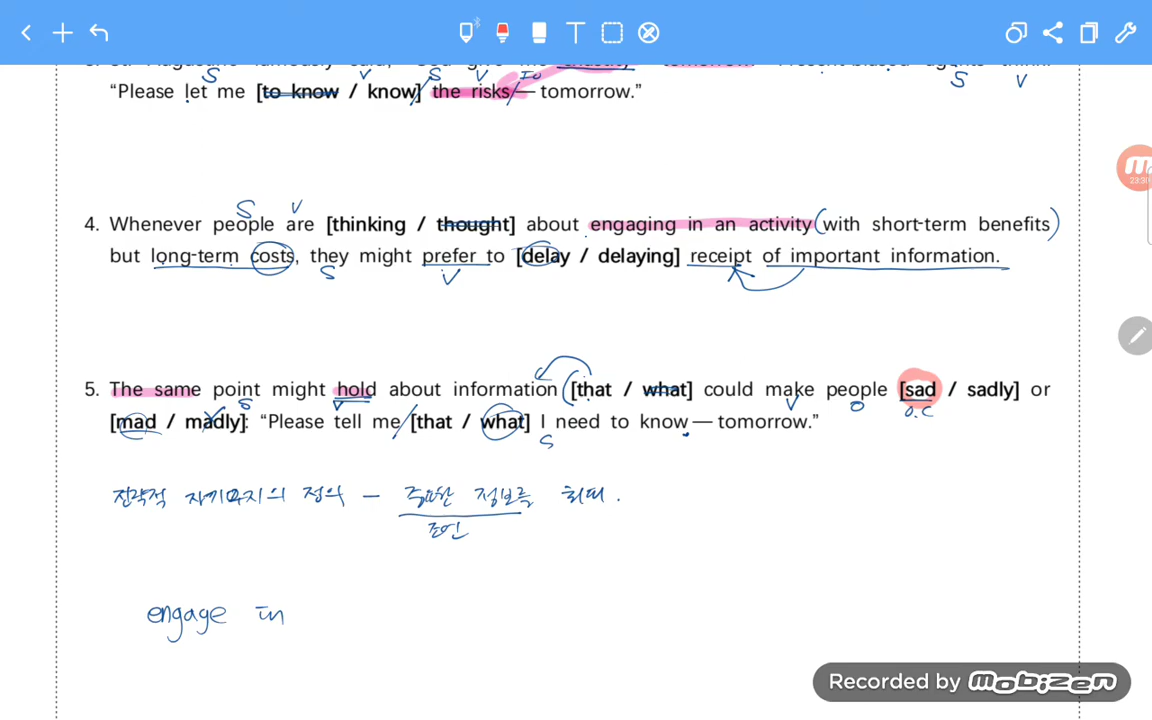 "Please let me [to know / know] the risks — tomorrow."
S V
4. Whenever people are [thinking / thought] about engaging in an activity (with short-term benefits)
but long-term costs, they might prefer to [delay / delaying] receipt of important information.
S V
5. The same point might hold about information [that / what] could make people [sad / sadly] or
S V V O O.C
[mad / madly]: "Please tell me [that / what] I need to know — tomorrow."
S
전략적 자기무지의 정의 — 중요한 정보를 회피.
조언
engage in
Recorded by mobizen
23:30